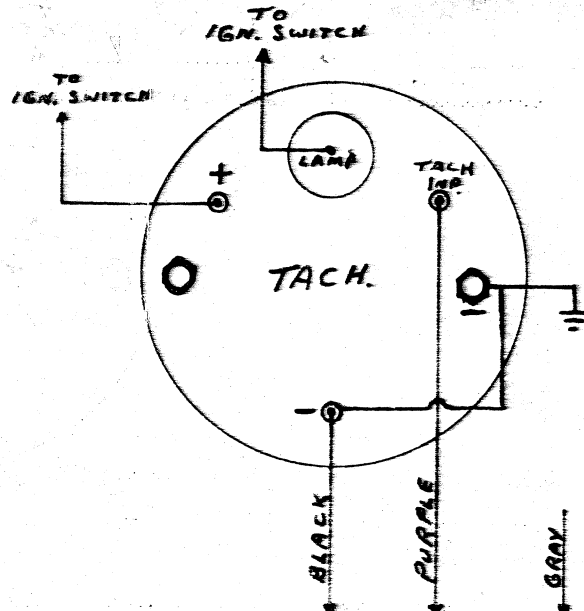 TO
IGN. SWITCH
TO
IGN. SWITCH
LAMP
+
TACH
INP.
TACH.
-
-
BLACK
PURPLE
GRAY